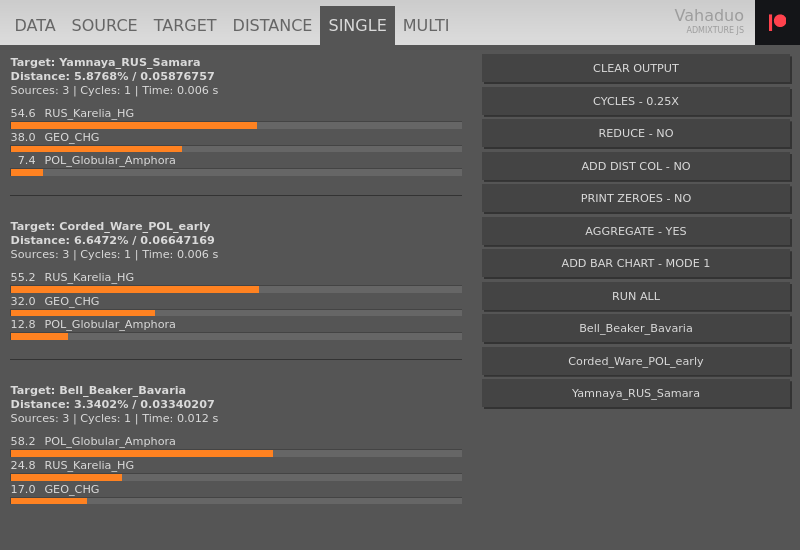 DATA SOURCE TARGET DISTANCE SINGLE MULTI
Vahaduo
ADMIXTURE JS
Target: Yamnaya_RUS_Samara
Distance: 5.8768% / 0.05876757
Sources: 3 | Cycles: 1 | Time: 0.006 s
54.6 RUS_Karelia_HG
38.0 GEO_CHG
7.4 POL_Globular_Amphora
Target: Corded_Ware_POL_early
Distance: 6.6472% / 0.06647169
Sources: 3 | Cycles: 1 | Time: 0.006 s
55.2 RUS_Karelia_HG
32.0 GEO_CHG
12.8 POL_Globular_Amphora
Target: Bell_Beaker_Bavaria
Distance: 3.3402% / 0.03340207
Sources: 3 | Cycles: 1 | Time: 0.012 s
58.2 POL_Globular_Amphora
24.8 RUS_Karelia_HG
17.0 GEO_CHG
CLEAR OUTPUT
CYCLES - 0.25X
REDUCE - NO
ADD DIST COL - NO
PRINT ZEROES - NO
AGGREGATE - YES
ADD BAR CHART - MODE 1
RUN ALL
Bell_Beaker_Bavaria
Corded_Ware_POL_early
Yamnaya_RUS_Samara